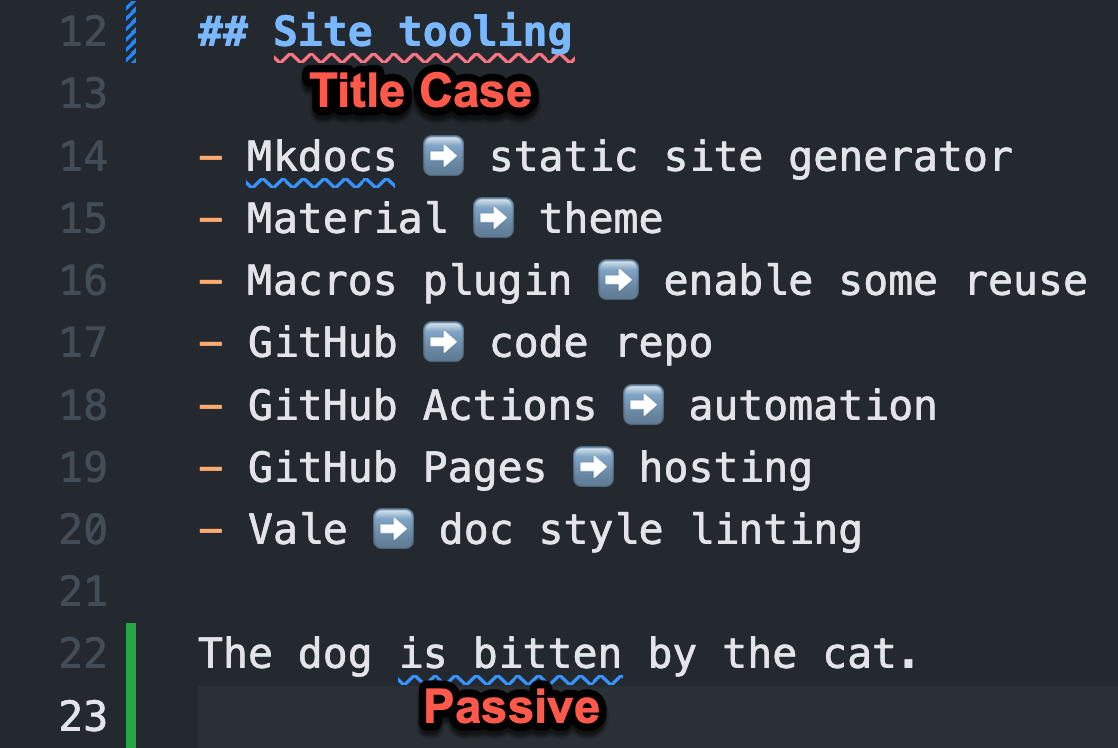 12 ## Site tooling
Title Case
13
14 - Mkdocs ➡️ static site generator
15 - Material ➡️ theme
16 - Macros plugin ➡️ enable some reuse
17 - GitHub ➡️ code repo
18 - GitHub Actions ➡️ automation
19 - GitHub Pages ➡️ hosting
20 - Vale ➡️ doc style linting
21
22 The dog is bitten by the cat.
Passive
23